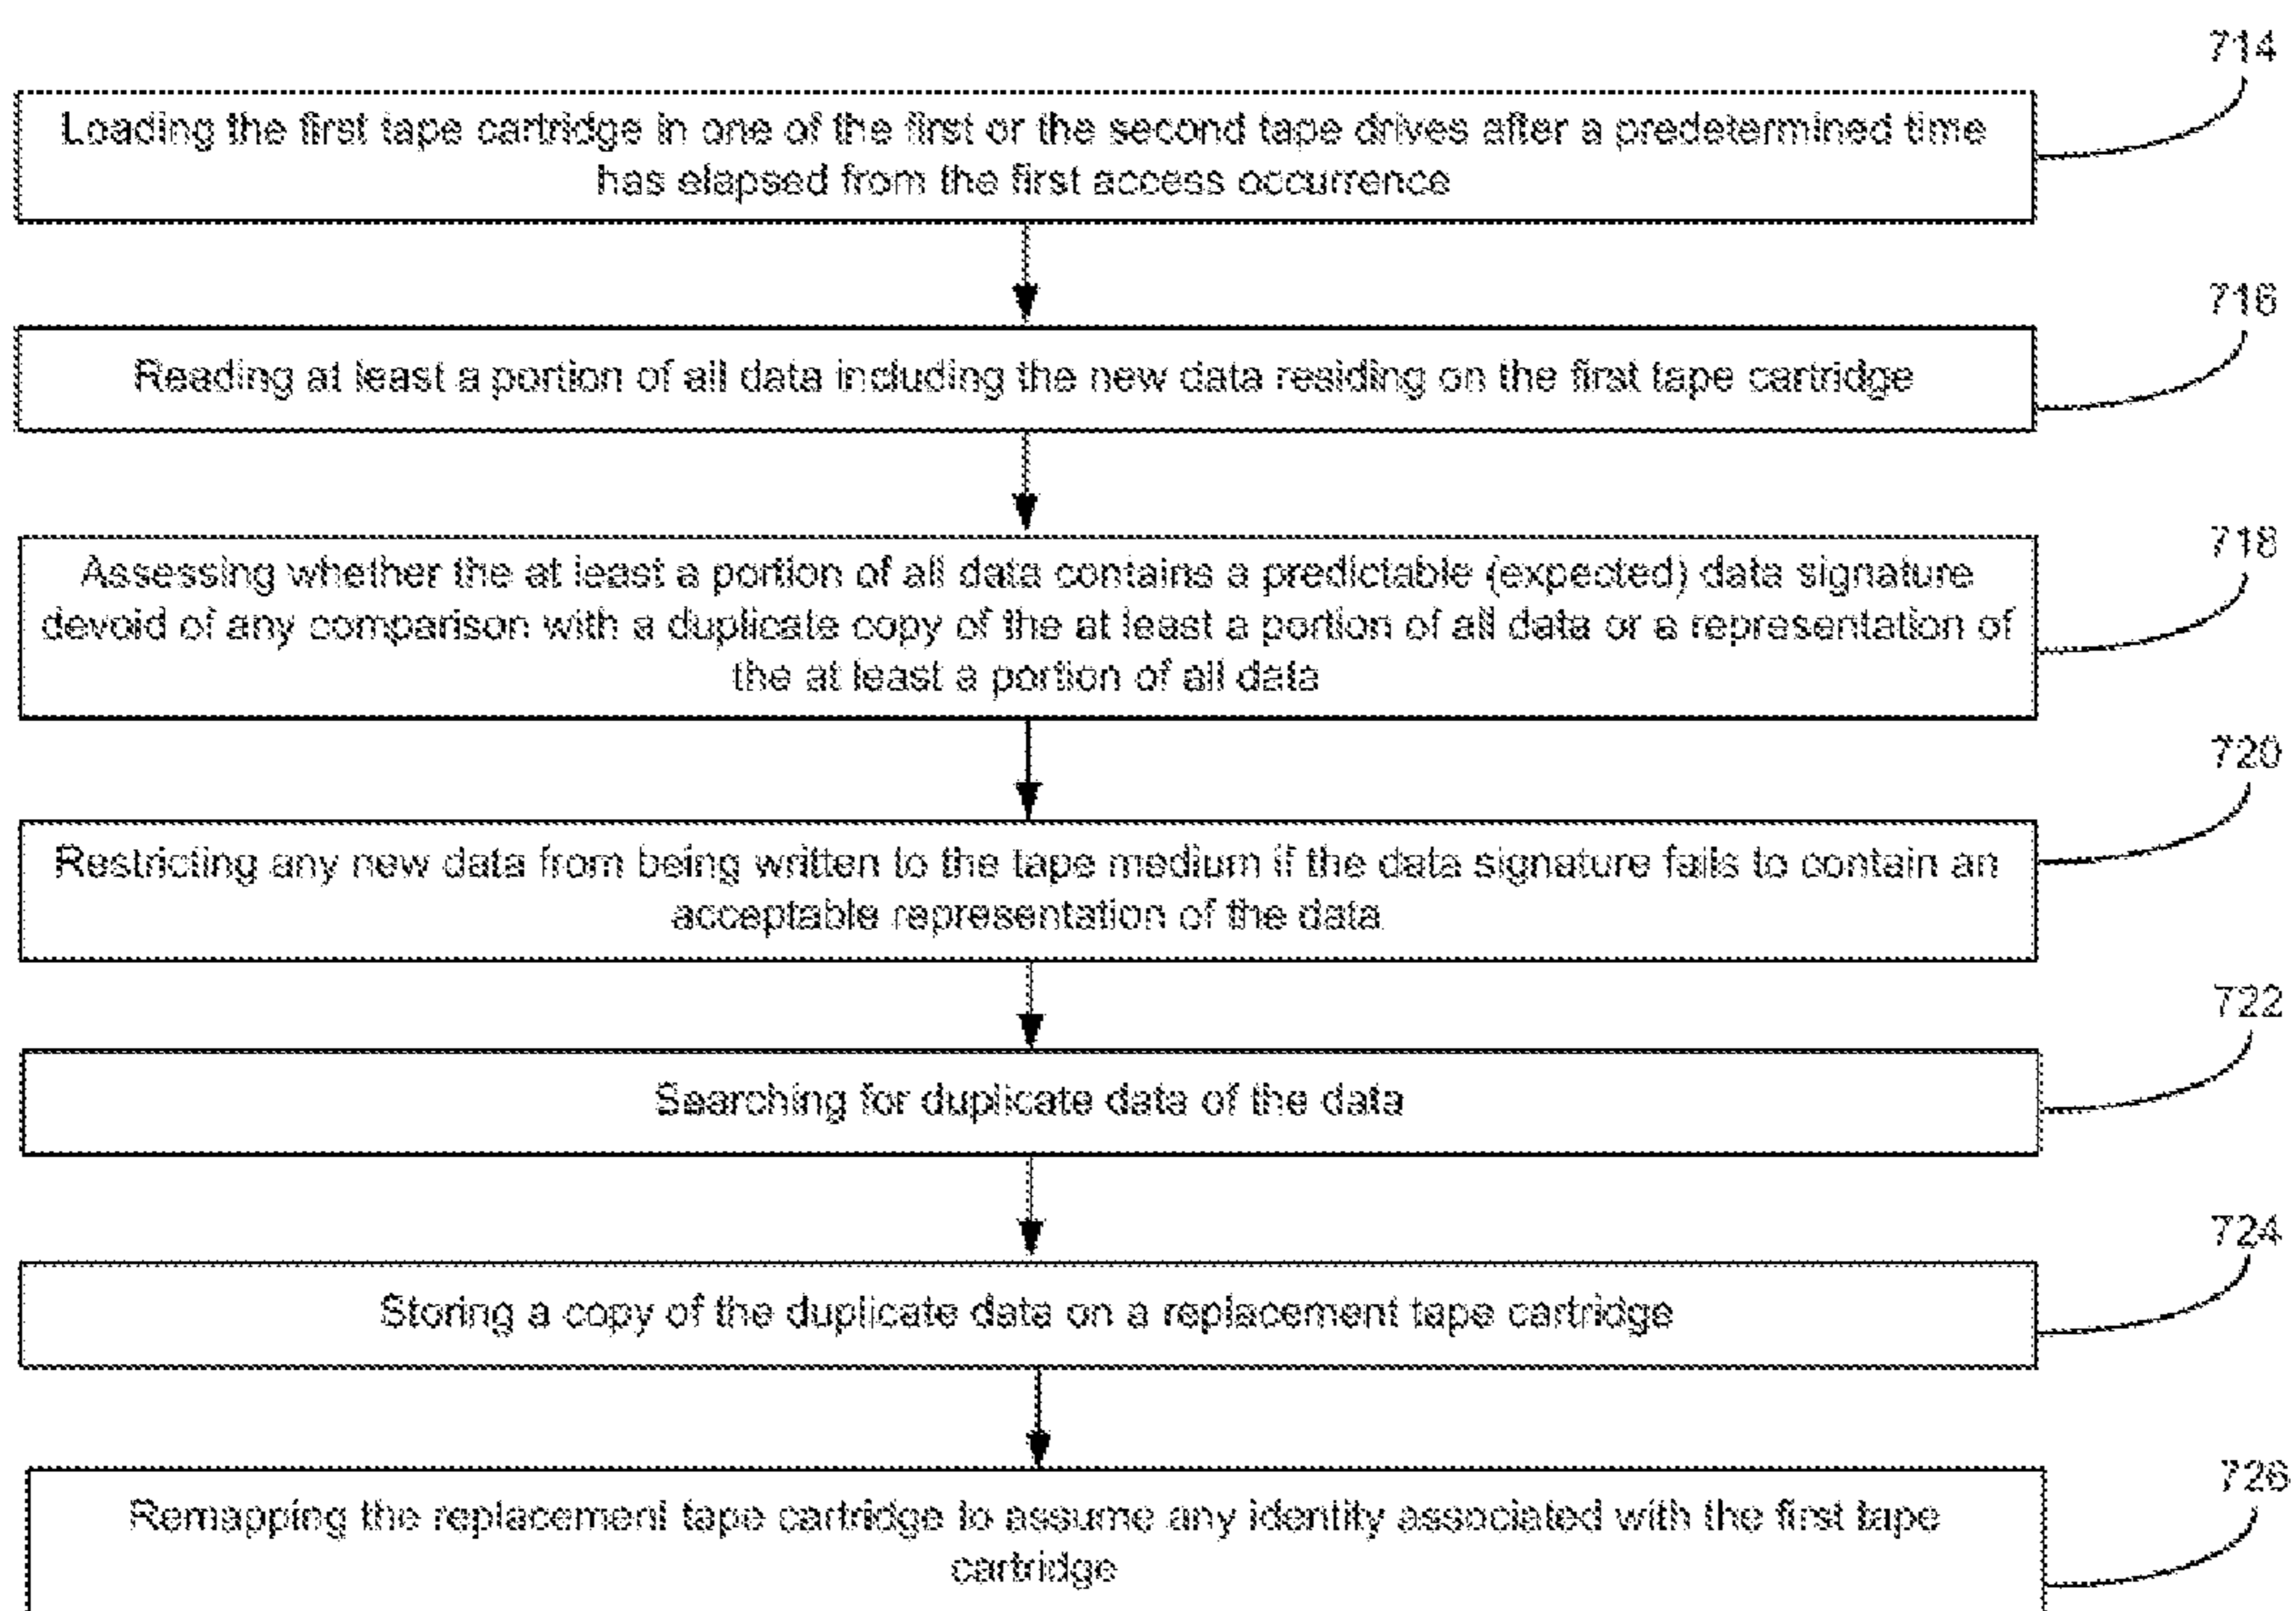 714
Loading the first tape cartridge in one of the first or the second tape drives after a predetermined time
has elapsed from the first access occurrence
716
Reading at least a portion of all data including the new data residing on the first tape cartridge
718
Assessing whether the at least a portion of all data contains a predictable (expected) data signature
devoid of any comparison with a duplicate copy of the at least a portion of all data or a representation of
the at least a portion of all data
720
Restricting any new data from being written to the tape medium if the data signature fails to contain an
acceptable representation of the data
722
Searching for duplicate data of the data
724
Storing a copy of the duplicate data on a replacement tape cartridge
726
Remapping the replacement tape cartridge to assume any identity associated with the first tape
cartridge